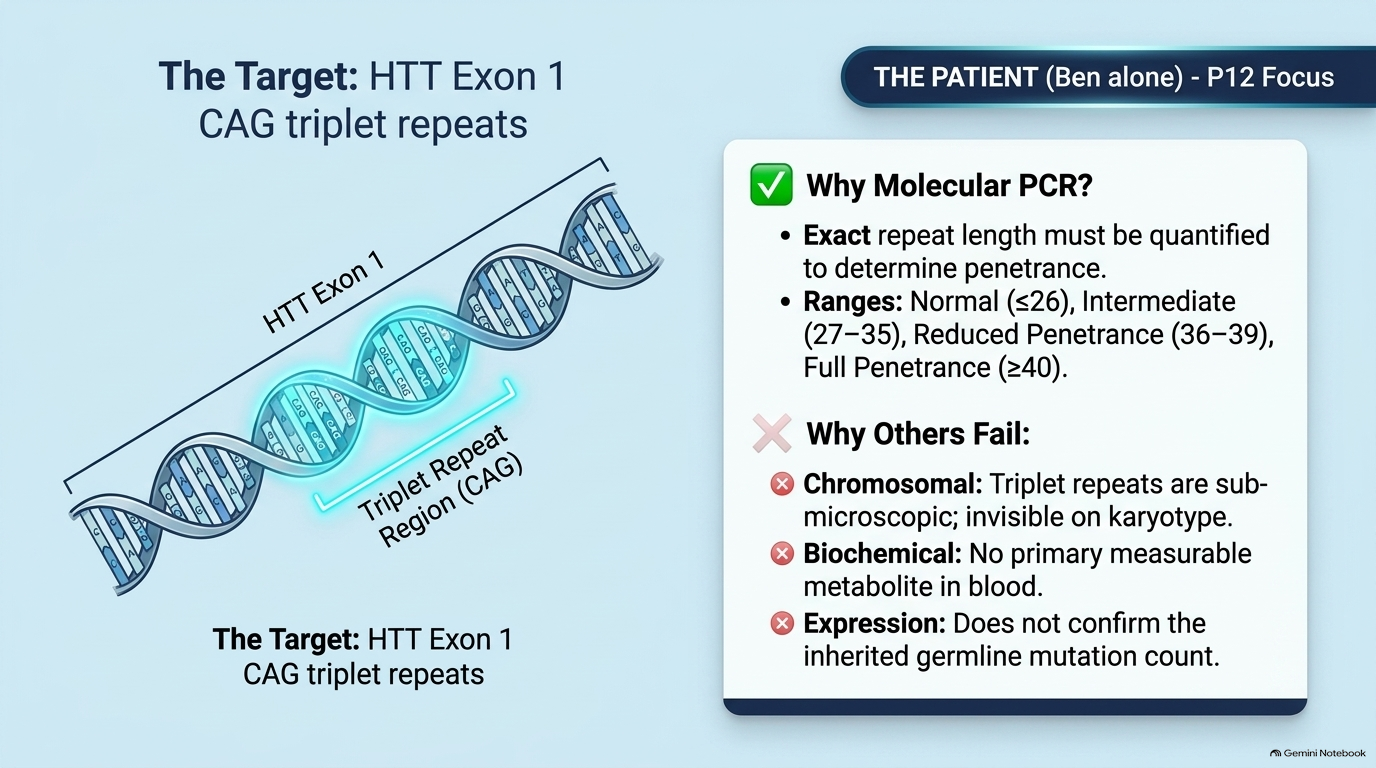 The Target: HTT Exon 1
CAG triplet repeats
HTT Exon 1
Triplet Repeat
Region (CAG)
The Target: HTT Exon 1
CAG triplet repeats
THE PATIENT (Ben alone) - P12 Focus
Why Molecular PCR?
• Exact repeat length must be quantified
to determine penetrance.
• Ranges: Normal (≤26), Intermediate
(27–35), Reduced Penetrance (36–39),
Full Penetrance (≥40).
Why Others Fail:
Chromosomal: Triplet repeats are sub-
microscopic; invisible on karyotype.
Biochemical: No primary measurable
metabolite in blood.
Expression: Does not confirm the
inherited germline mutation count.
Gemini Notebook